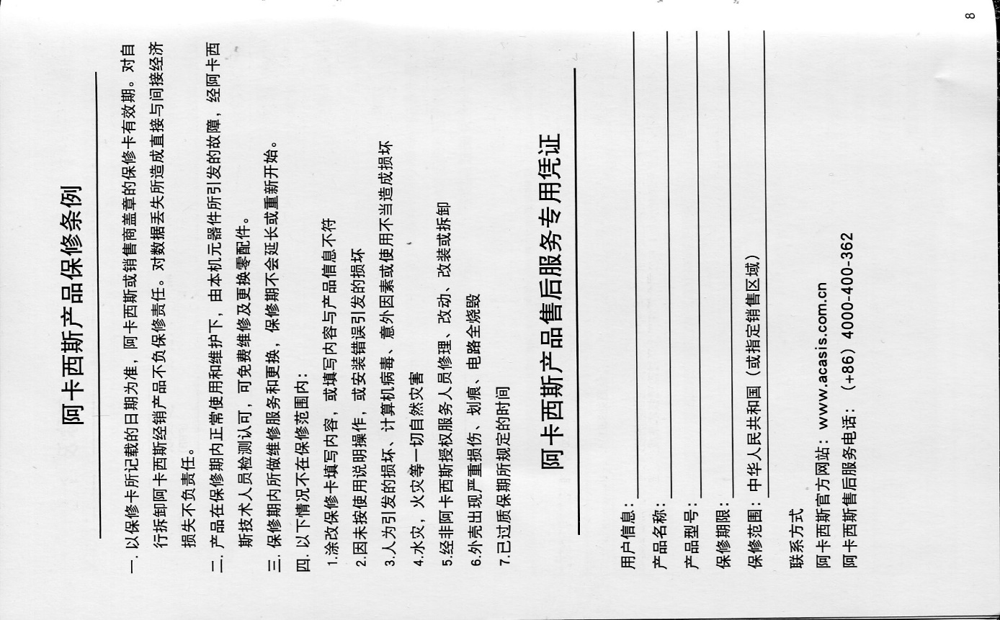 阿卡西斯产品保修条例
一. 以保修卡所记载的日期为准，阿卡西斯或销售商盖章的保修卡有效期。对自
行拆卸阿卡西斯经销产品不负保修责任。对数据丢失所造成直接与间接经济
损失不负责任。
二. 产品在保修期内正常使用和维护下，由本机元器件所引发的故障，经阿卡西
斯技术人员检测认可，可免费维修及更换零配件。
三. 保修期内所做维修服务和更换，保修期不会延长或重新开始。
四. 以下情况不在保修范围内：
1.涂改保修卡填写内容，或填写内容与产品信息不符
2.因未按使用说明操作，或安装错误引发的损坏
3.人为引发的损坏、计算机病毒、意外因素或使用不当造成损坏
4.水灾，火灾等一切自然灾害
5.经非阿卡西斯授权服务人员修理、改动、改装或拆卸
6.外壳出现严重损伤、划痕、电路全烧毁
7.已过质保期所规定的时间
阿卡西斯产品售后服务专用凭证
用户信息：
产品名称：
产品型号：
保修期限：
保修范围：中华人民共和国（或指定销售区域）
联系方式
阿卡西斯官方网站：www.acasis.com.cn
阿卡西斯售后服务电话：（+86）4000-400-362
8